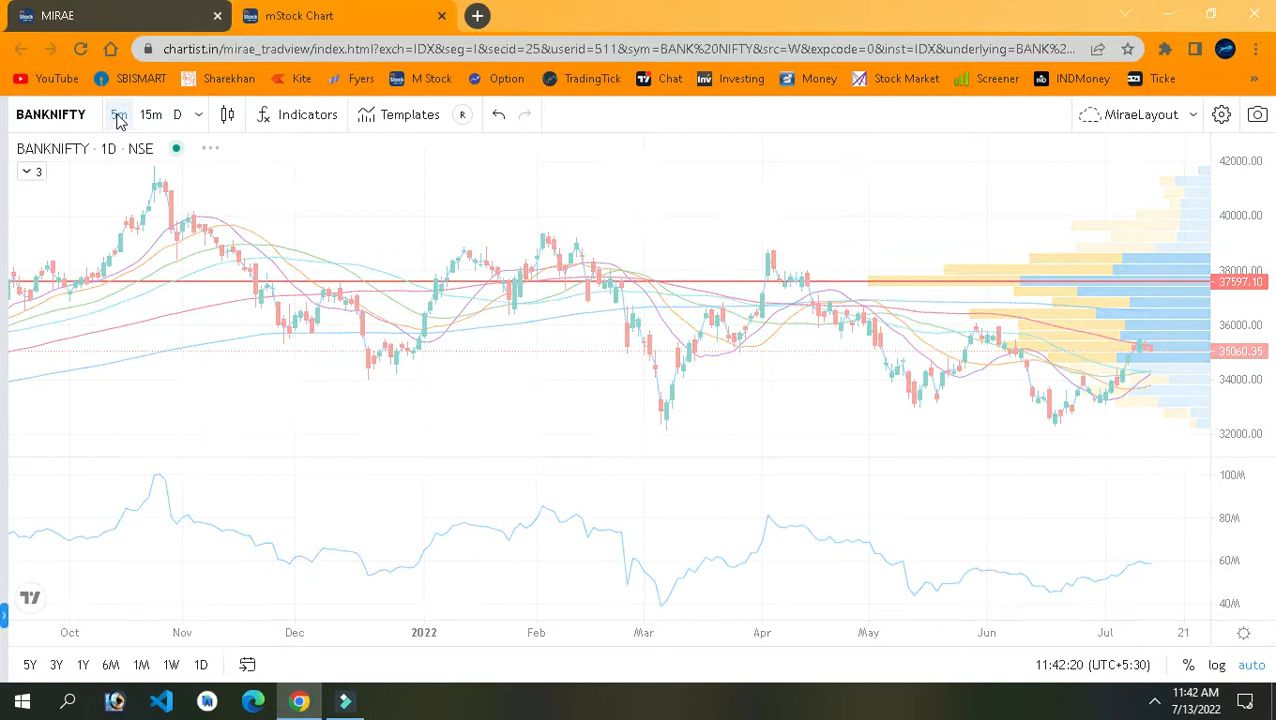 MIRAE
mStock Chart
chartist.in/mirae_tradview/index.html?exch=IDX&seg=I&secid=25&userid=511&sym=BANK%20NIFTY&src=W&expcode=0&inst=IDX&underlying=BANK%2...
YouTube SBISMART Sharekhan Kite Fyers M Stock Option TradingTick Chat Investing Money Stock Market Screener INDMoney Ticke »
BANKNIFTY 5m 15m D Indicators Templates R MiraeLayout
BANKNIFTY · 1D · NSE
3
42000.00
40000.00
38000.00
37597.10
36000.00
35060.35
34000.00
32000.00
100M
80M
60M
40M
Oct Nov Dec 2022 Feb Mar Apr May Jun Jul 21
5Y 3Y 1Y 6M 1M 1W 1D 11:42:20 (UTC+5:30) % log auto
11:42 AM
7/13/2022